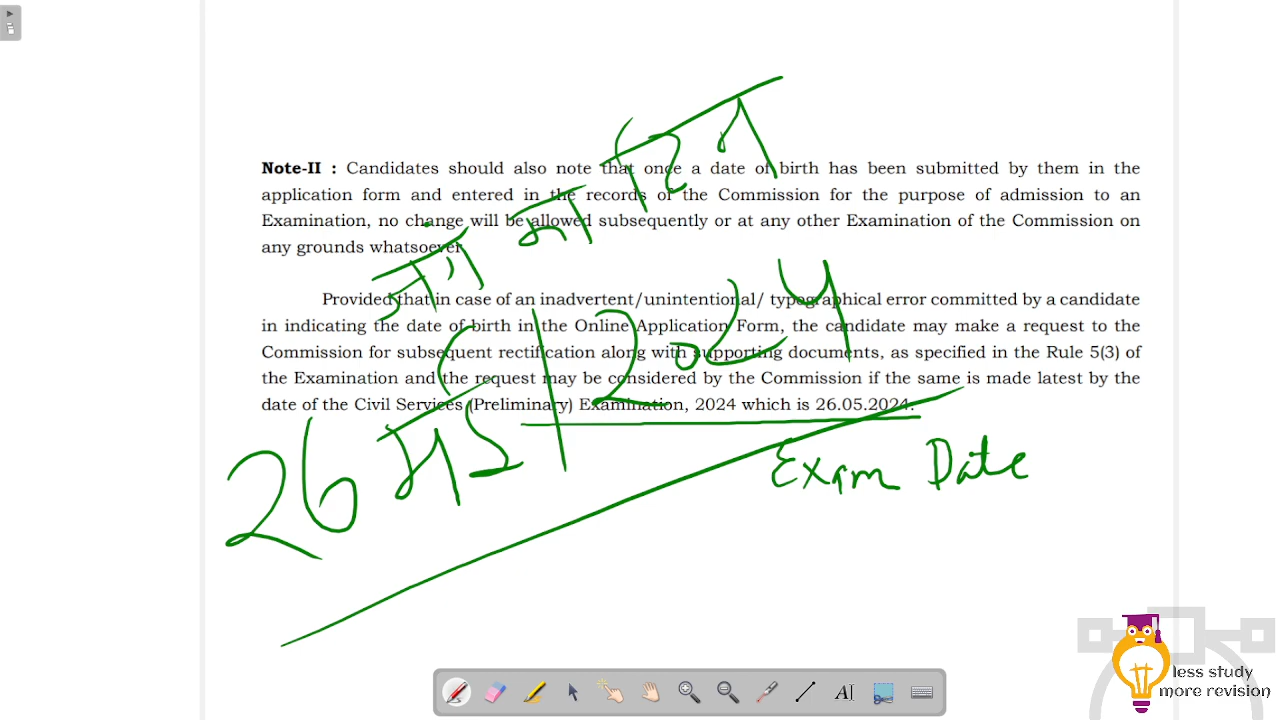 Note-II : Candidates should also note that once a date of birth has been submitted by them in the
application form and entered in the records of the Commission for the purpose of admission to an
Examination, no change will be allowed subsequently or at any other Examination of the Commission on
any grounds whatsoever.
Provided that in case of an inadvertent/unintentional/ typographical error committed by a candidate
in indicating the date of birth in the Online Application Form, the candidate may make a request to the
Commission for subsequent rectification along with supporting documents, as specified in the Rule 5(3) of
the Examination and the request may be considered by the Commission if the same is made latest by the
date of the Civil Services (Preliminary) Examination, 2024 which is 26.05.2024.
26 मई/2024
Exam Date
less study
more revision